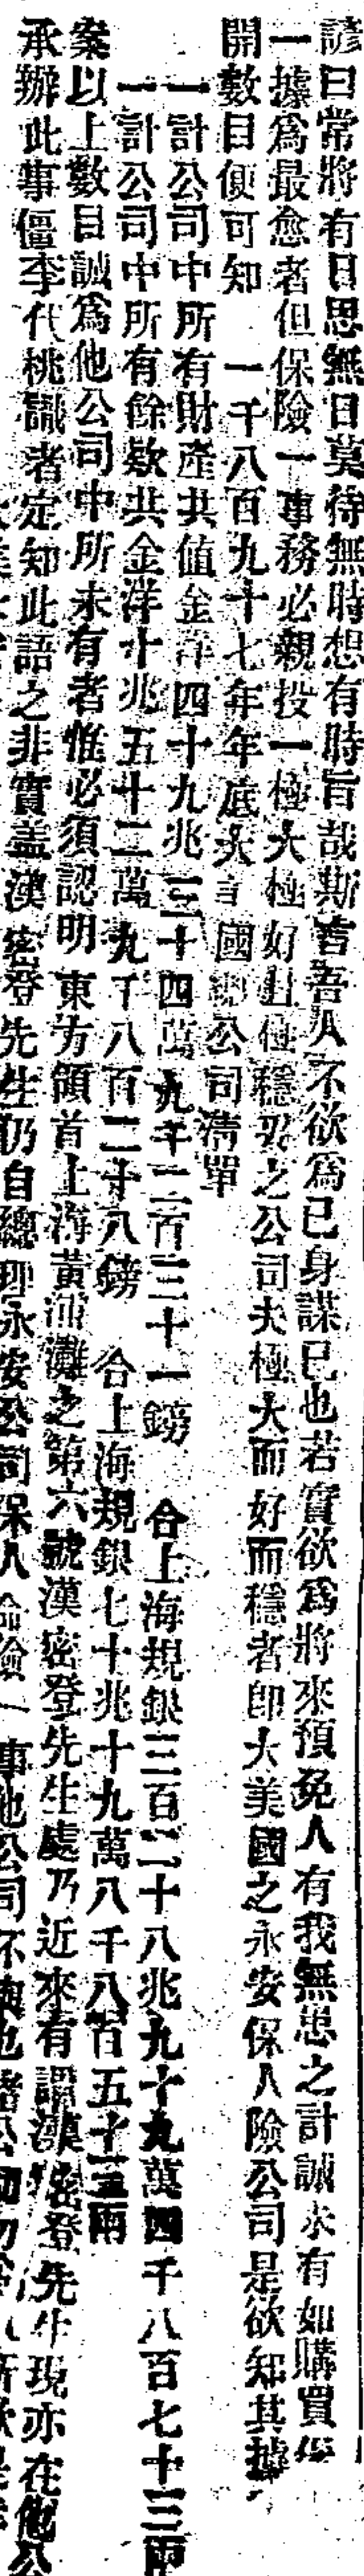 諺曰常將有日思無日莫待無時想有時旨哉斯言吾人不欲爲已身謀已也若實欲爲將來預免人有我無患之計誠未有如購買保
一據爲最愈者但保險一事務必親投一極大極好極穩妥之公司夫極大而好而穩者卽大美國之永安保人險公司是欲知其據
開數目便可知 一千八百九十七年年底大美國總公司淸單
一計公司中所有財產共値金洋四十九兆三十四萬九千二百三十一鎊 合上海規銀三百二十八兆九十九萬四千八百七十三兩
一計公司中所有餘欵共金洋十兆五十二萬九千八百二十八鎊 合上海規銀七十兆十九萬八千八百五十三兩
案以上數目誠爲他公司中所未有者惟必須認明東方領首上海黃浦灘之第六號漢密登先生處乃近來有謂漢密登先生現亦在他公
承辦此事僵李代桃識者定知此語之非實盖漢密登先生仍自總理永安公司保人命險一事他公司不與也諸公